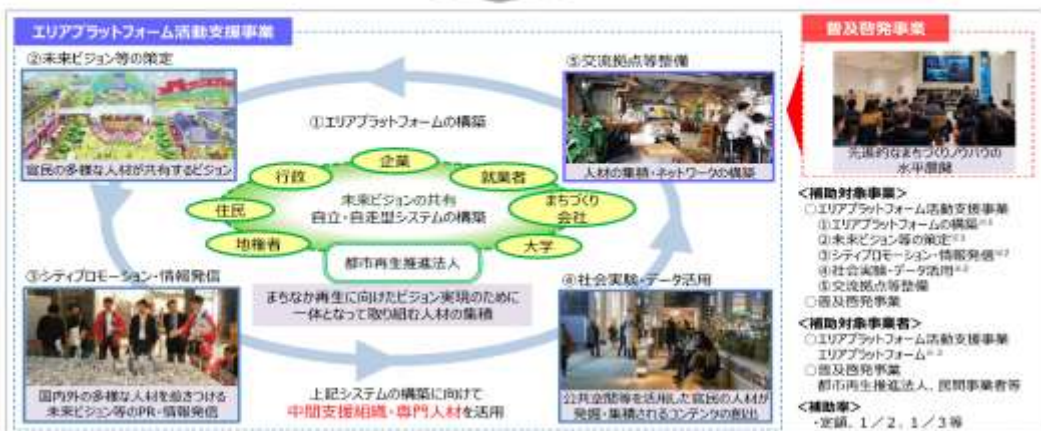 エリアプラットフォーム活動支援事業
②未来ビジョン等の策定
官民の多様な人材が共有するビジョン
①エリアプラットフォームの構築
企業
行政
就業者
住民
未来ビジョンの共有
自立・自走型システムの構築
まちづくり
会社
地権者
大学
都市再生推進法人
まちなか再生に向けたビジョン実現のために
一体となって取り組む人材の集積
⑤交流拠点等整備
人材の集積・ネットワークの構築
③シティプロモーション・情報発信
国内外の多様な人材を惹きつける
未来ビジョン等のPR・情報発信
上記システムの構築に向けて
中間支援組織・専門人材を活用
④社会実験・データ活用
公共空間等を活用した官民の人材が
発掘・集積されるコンテンツの創出
普及啓発事業
先進的なまちづくりノウハウの
水平展開
<補助対象事業>
○エリアプラットフォーム活動支援事業
①エリアプラットフォームの構築
②未来ビジョン等の策定
③シティプロモーション・情報発信
④社会実験・データ活用
⑤交流拠点等整備
○普及啓発事業
<補助対象事業者>
○エリアプラットフォーム活動支援事業
エリアプラットフォーム
○普及啓発事業
都市再生推進法人、民間事業者等
<補助率>
・定額、1/2、1/3等